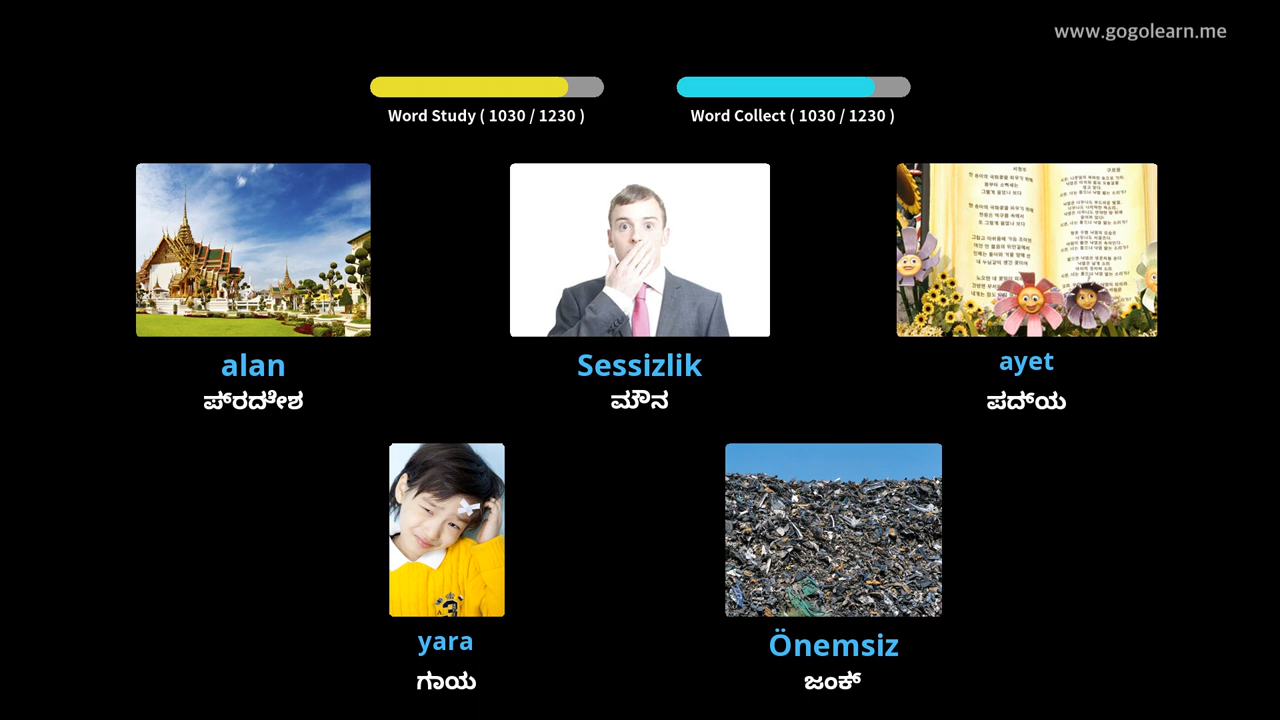 www.gogolearn.me
Word Study ( 1030 / 1230 )
Word Collect ( 1030 / 1230 )
alan
ಪ್ರದೇಶ
Sessizlik
ಮೌನ
ayet
ಪದ್ಯ
yara
ಗಾಯ
Önemsiz
ಜಂಕ್